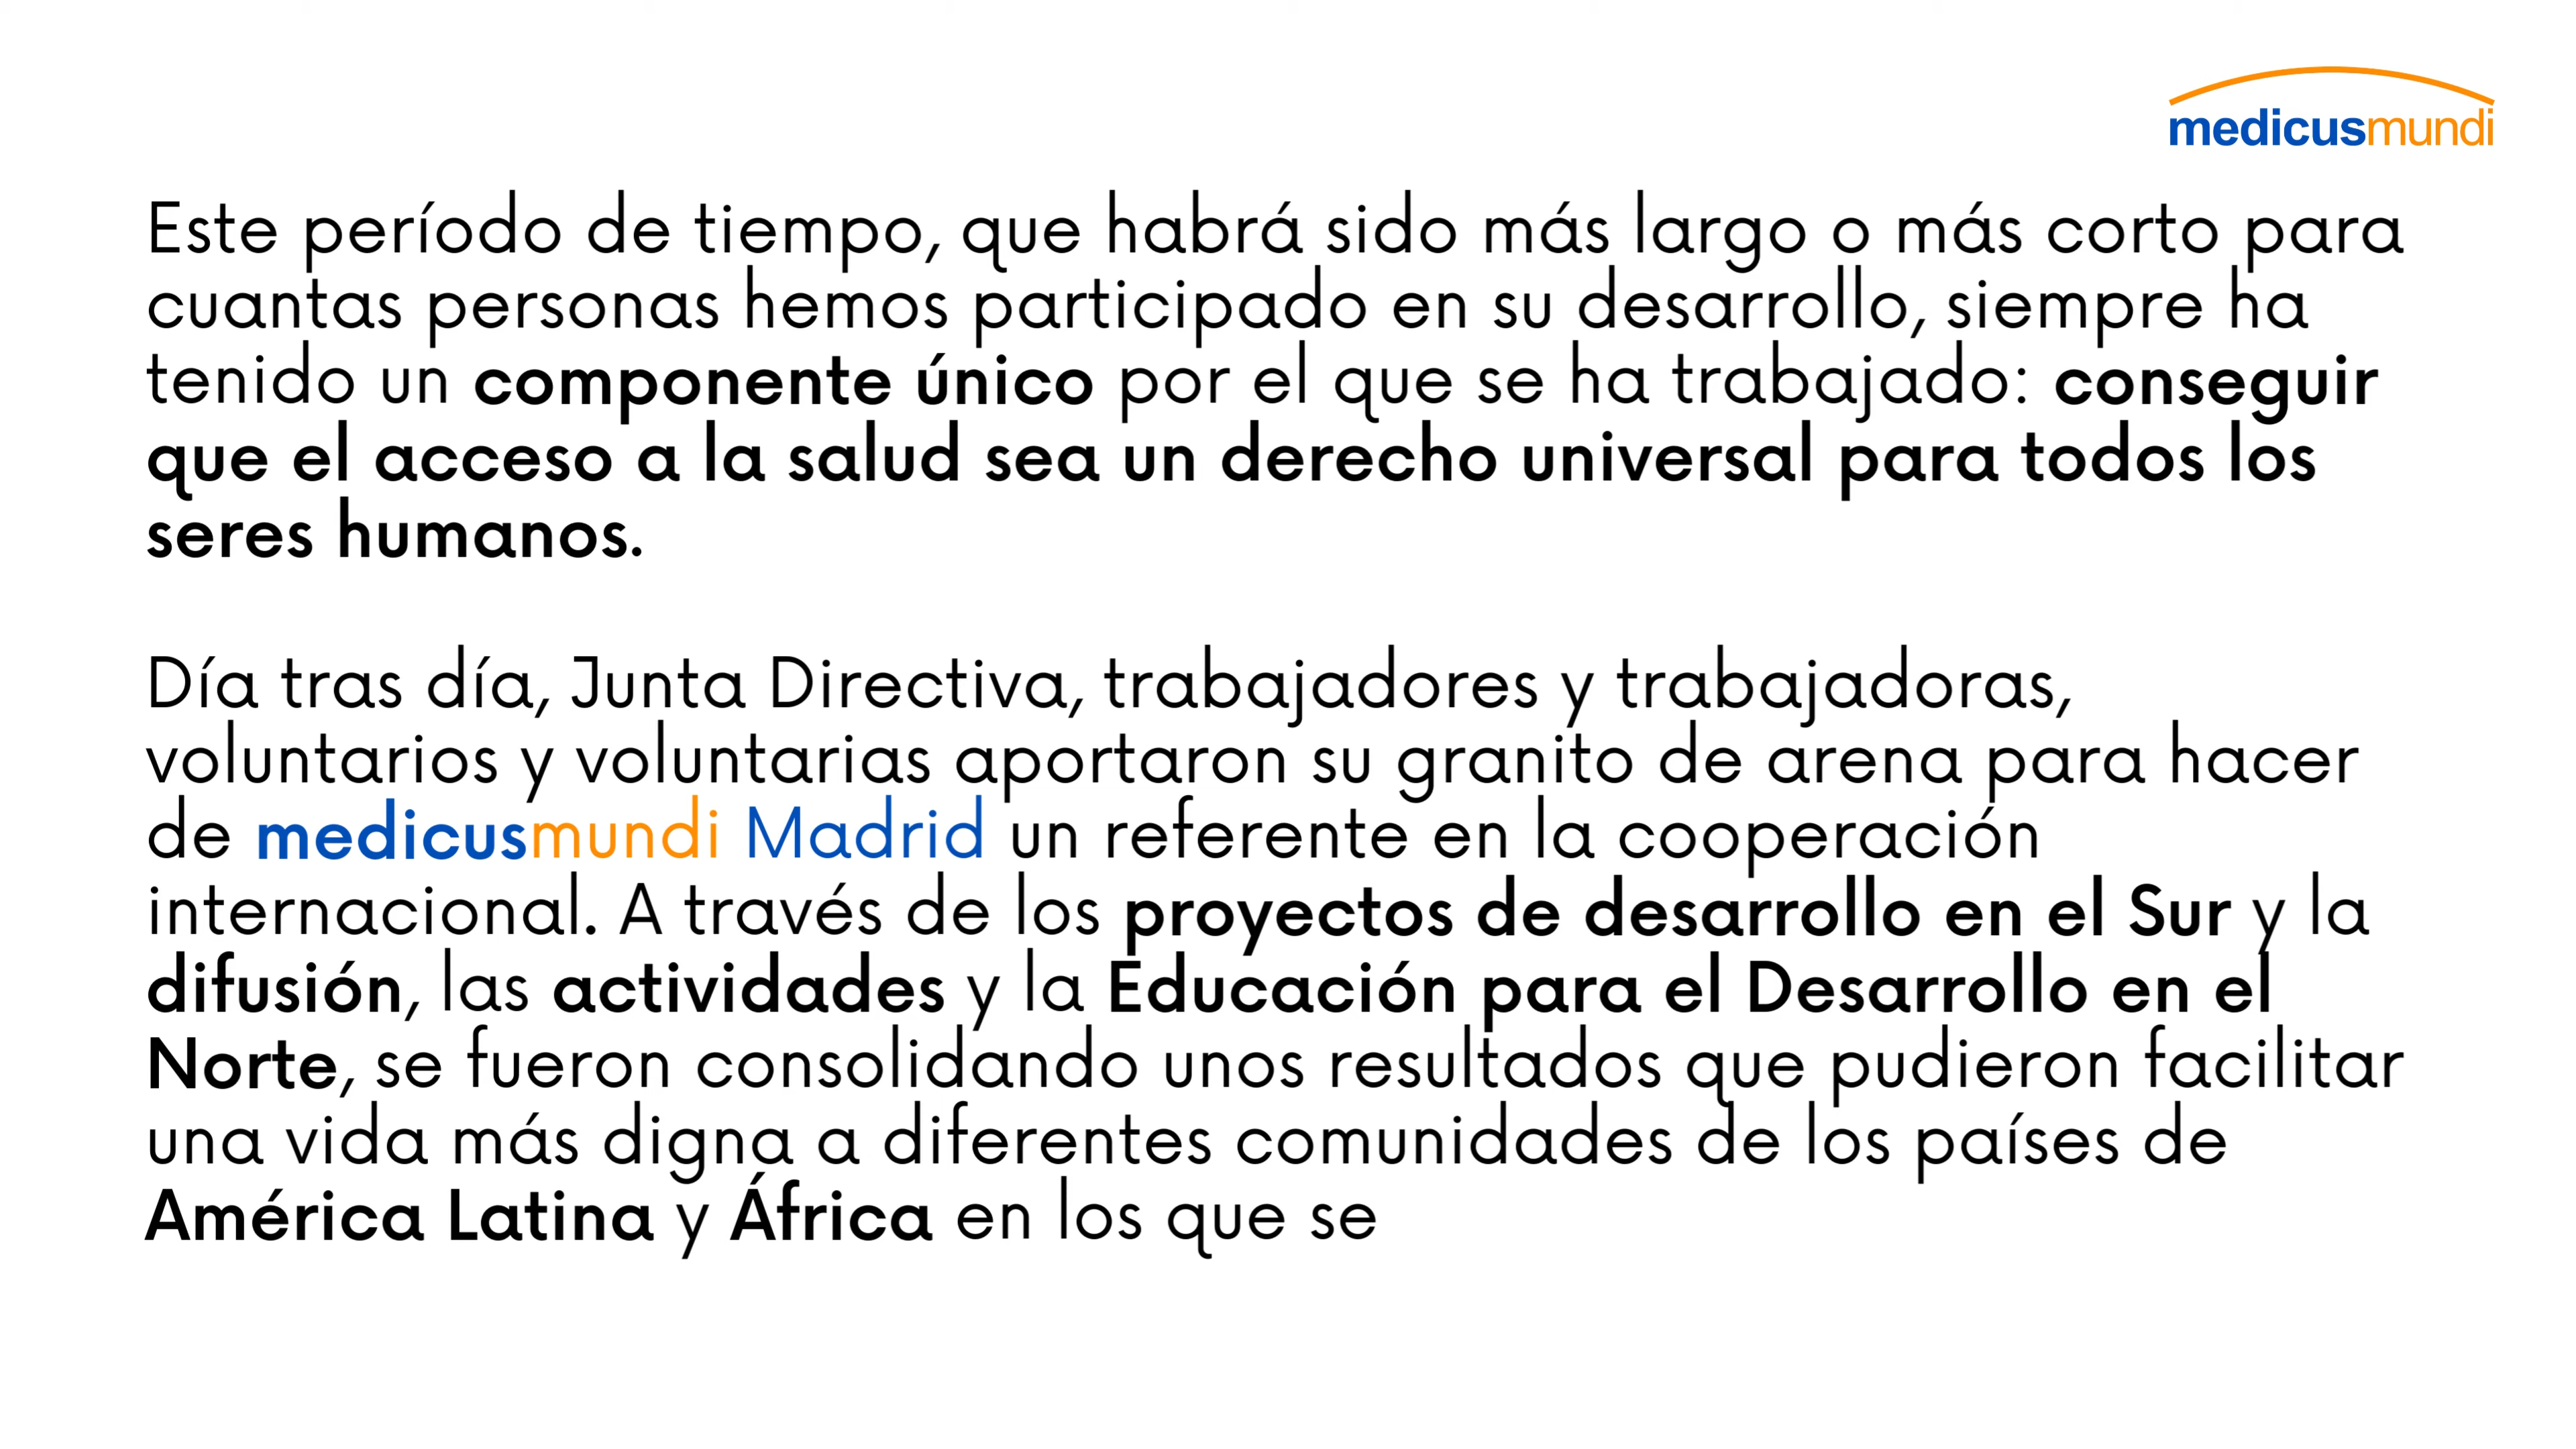 medicusmundi
Este período de tiempo, que habrá sido más largo o más corto para
cuantas personas hemos participado en su desarrollo, siempre ha
tenido un componente único por el que se ha trabajado: conseguir
que el acceso a la salud sea un derecho universal para todos los
seres humanos.
Día tras día, Junta Directiva, trabajadores y trabajadoras,
voluntarios y voluntarias aportaron su granito de arena para hacer
de medicusmundi Madrid un referente en la cooperación
internacional. A través de los proyectos de desarrollo en el Sur y la
difusión, las actividades y la Educación para el Desarrollo en el
Norte, se fueron consolidando unos resultados que pudieron facilitar
una vida más digna a diferentes comunidades de los países de
América Latina y África en los que se